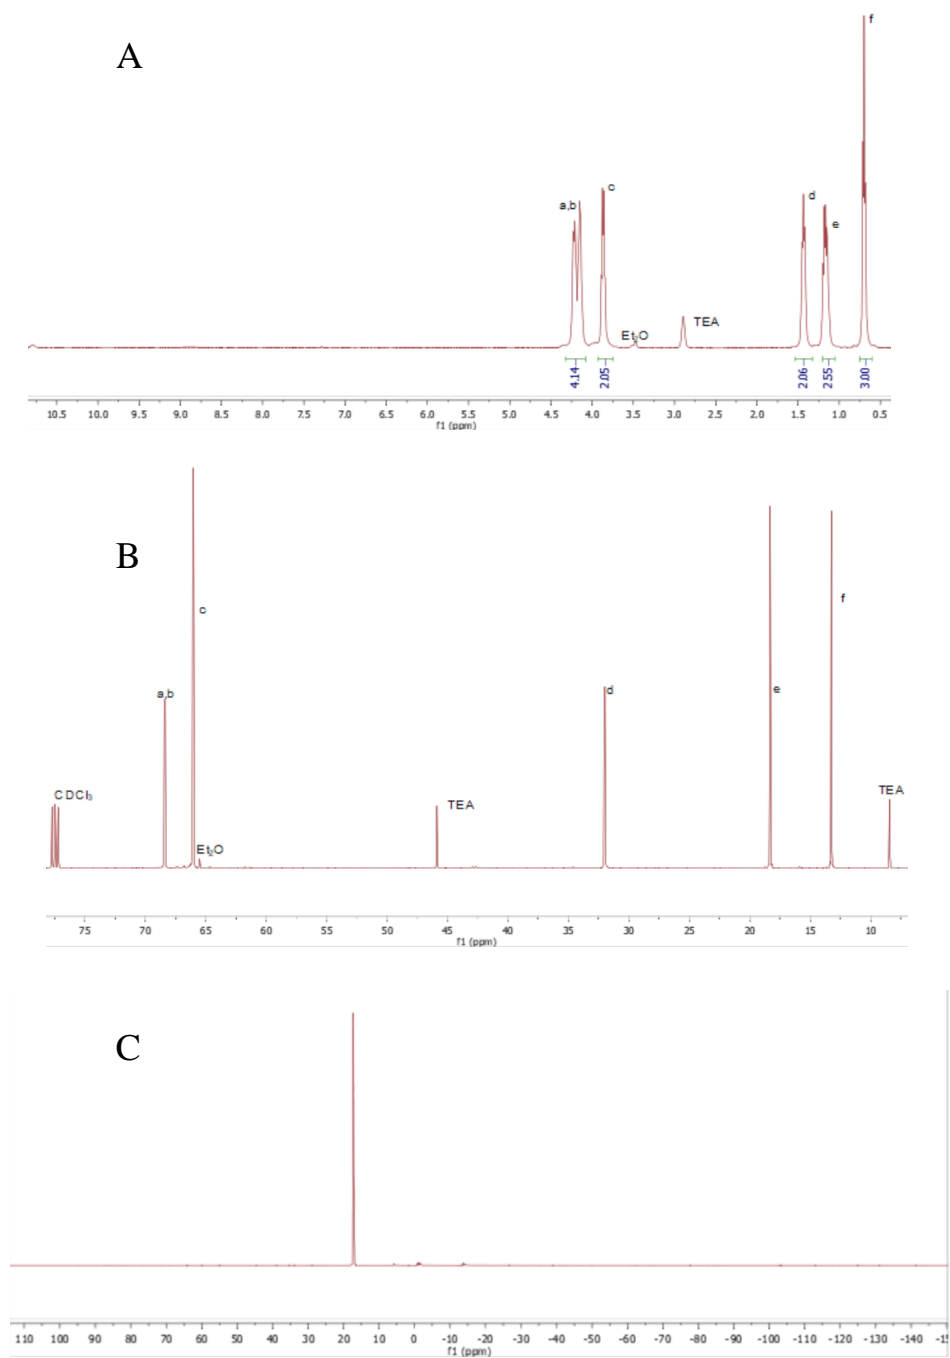 A
f
a,b
c
d
e
Et₂O
TEA
4.14
2.05
2.06
2.55
3.00
10.5 10.0 9.5 9.0 8.5 8.0 7.5 7.0 6.5 6.0 5.5 5.0 4.5 4.0 3.5 3.0 2.5 2.0 1.5 1.0 0.5
f1 (ppm)
B
c
f
a,b
d
e
CDCl₃
TEA
TEA
Et₂O
75 70 65 60 55 50 45 40 35 30 25 20 15 10
f1 (ppm)
C
110 100 90 80 70 60 50 40 30 20 10 0 -10 -20 -30 -40 -50 -60 -70 -80 -90 -100 -110 -120 -130 -140
f1 (ppm)